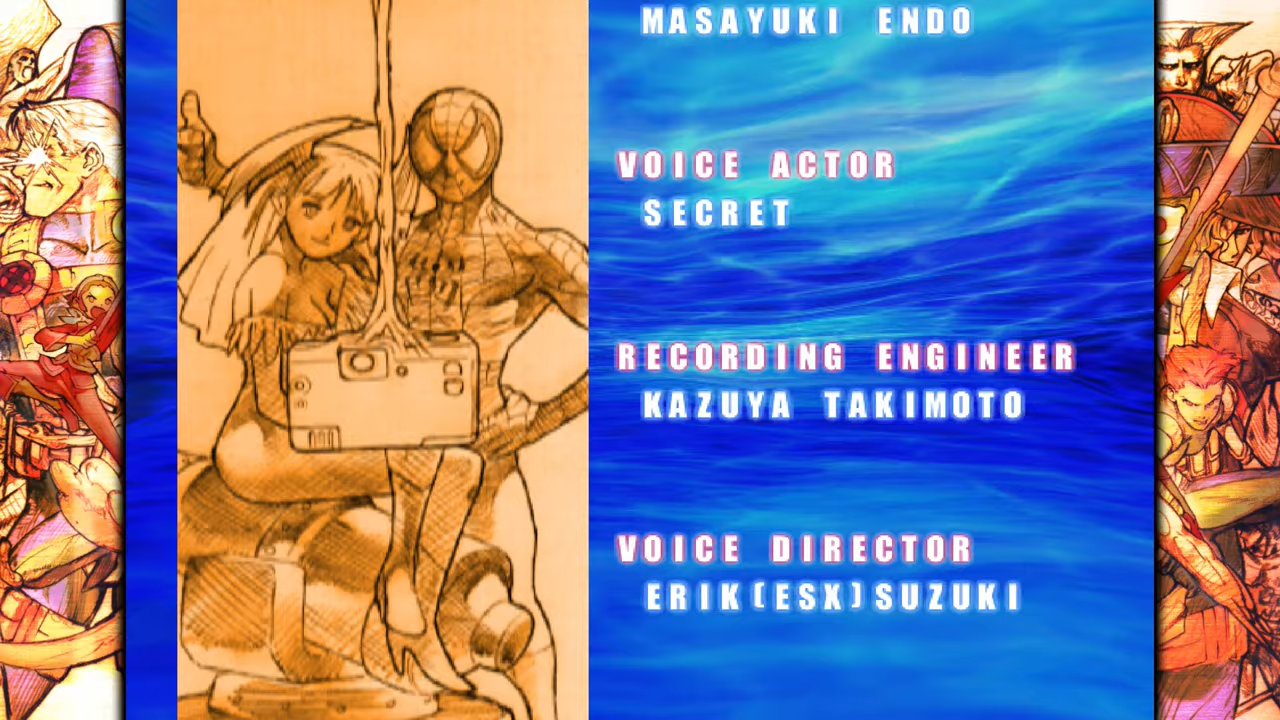 MASAYUKI ENDO
VOICE ACTOR
SECRET
RECORDING ENGINEER
KAZUYA TAKIMOTO
VOICE DIRECTOR
ERIK(ESX)SUZUKI